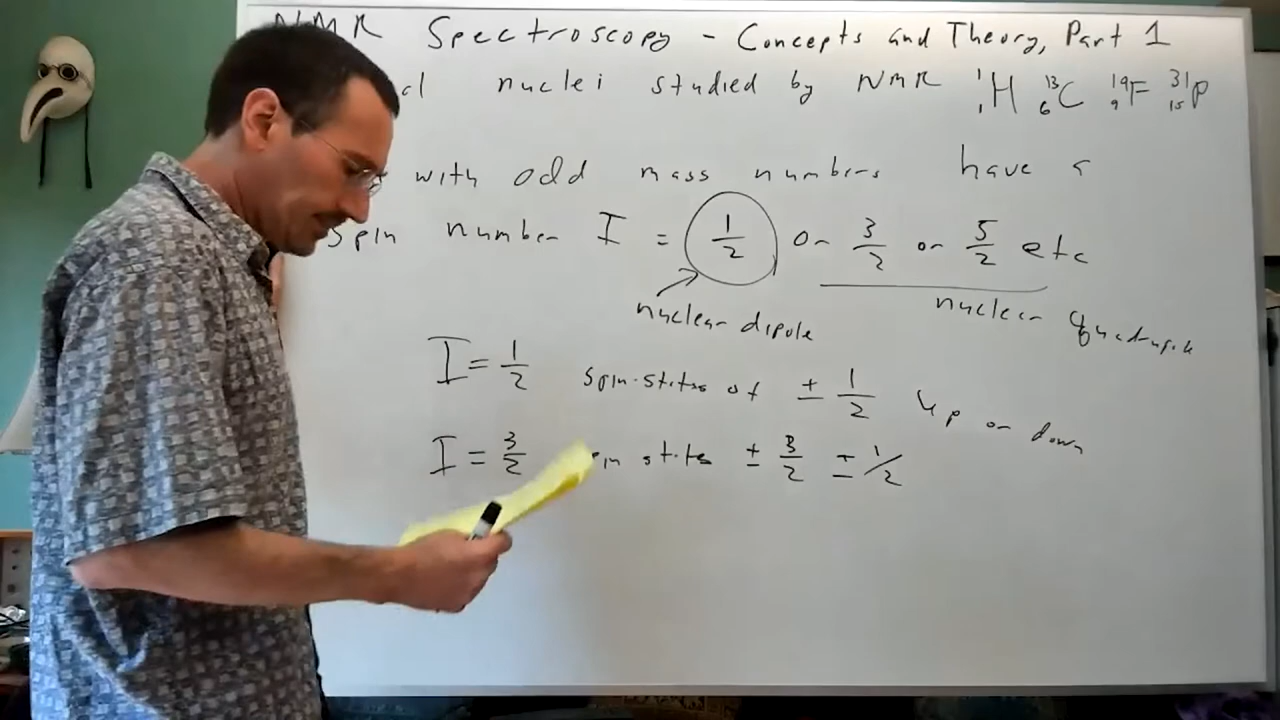 NMR Spectroscopy - Concepts and Theory, Part 1
nuclei studied by NMR ¹₁H ¹³₆C ¹⁹₉F ³¹₁₅P
with odd mass numbers have a
spin number I = 1/2 or 3/2 or 5/2 etc
nuclear dipole nuclear quadrupole
I = 1/2 spin states of ± 1/2 up or down
I = 3/2 states ± 3/2 ± 1/2